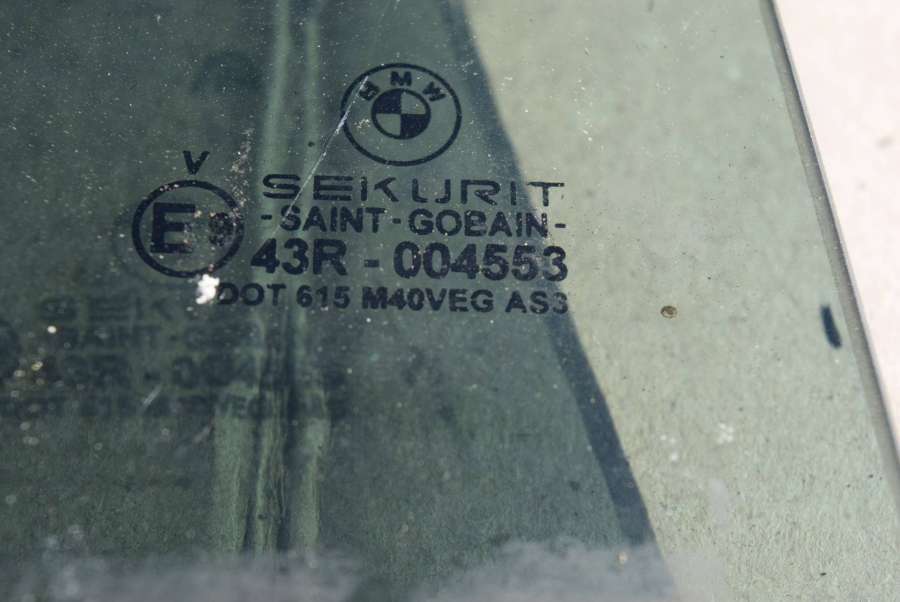 BMW
V
SEKURIT
-SAINT-GOBAIN-
E9
43R - 004553
DOT 615 M40VEG AS3